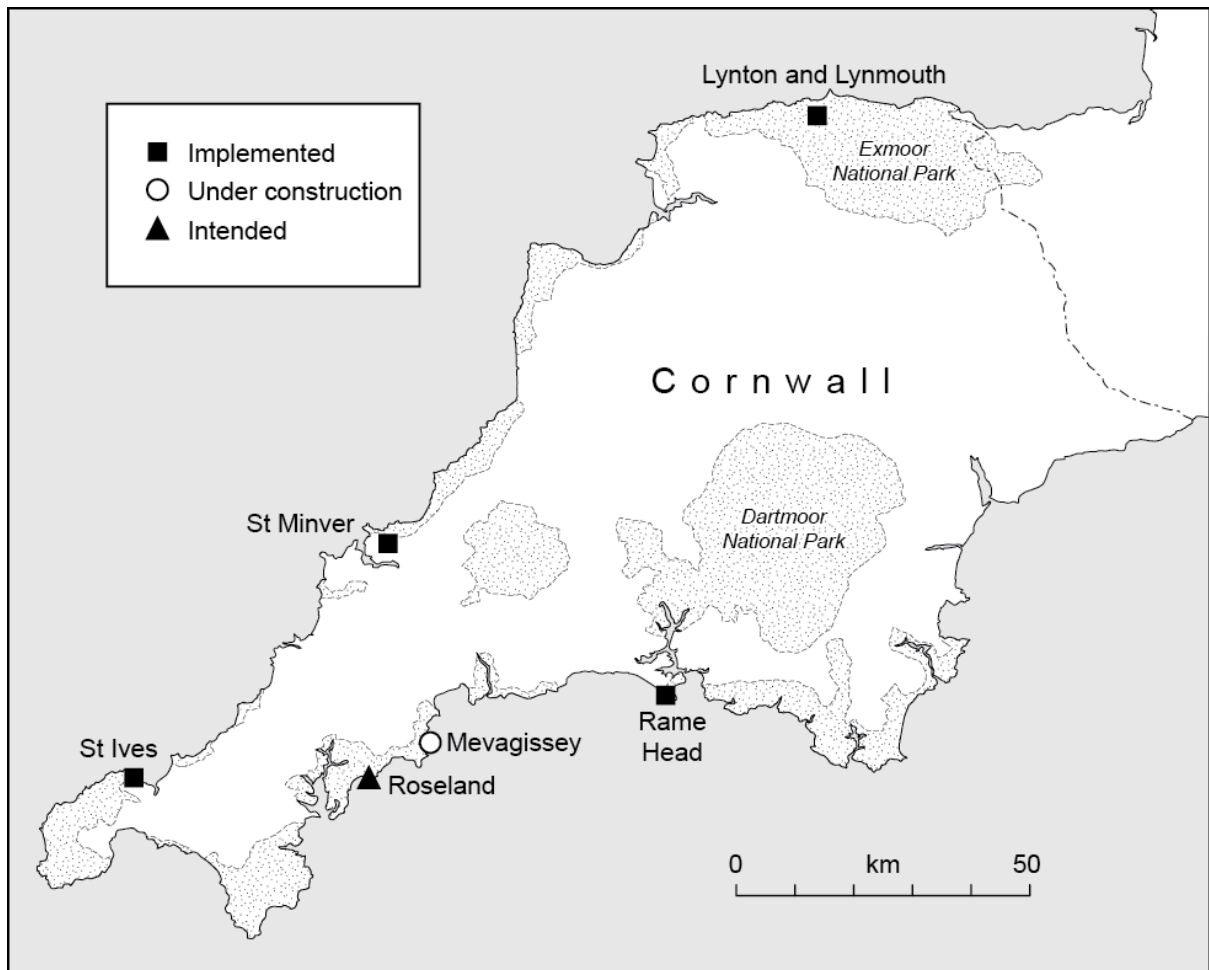 Lynton and Lynmouth
Implemented
Under construction
Intended
Exmoor
National Park
Cornwall
St Minver
Dartmoor
National Park
Rame
Head
St Ives
Mevagissey
Roseland
0 km 50